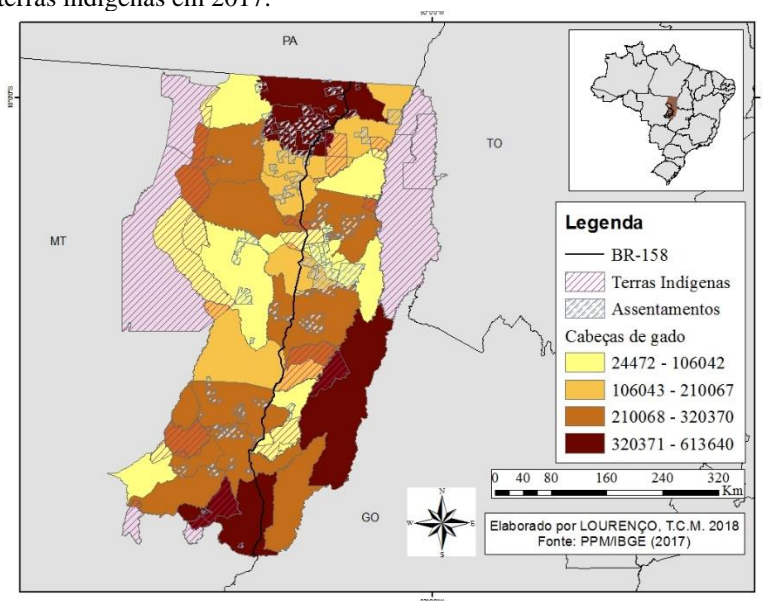 terras indígenas em 2017.
PA
TO
MT
GO
Legenda
BR-158
Terras Indígenas
Assentamentos
Cabeças de gado
24472 - 106042
106043 - 210067
210068 - 320370
320371 - 613640
0 40 80 160 240 320
Km
N
W E
S
Elaborado por LOURENÇO, T.C.M. 2018
Fonte: PPM/IBGE (2017)